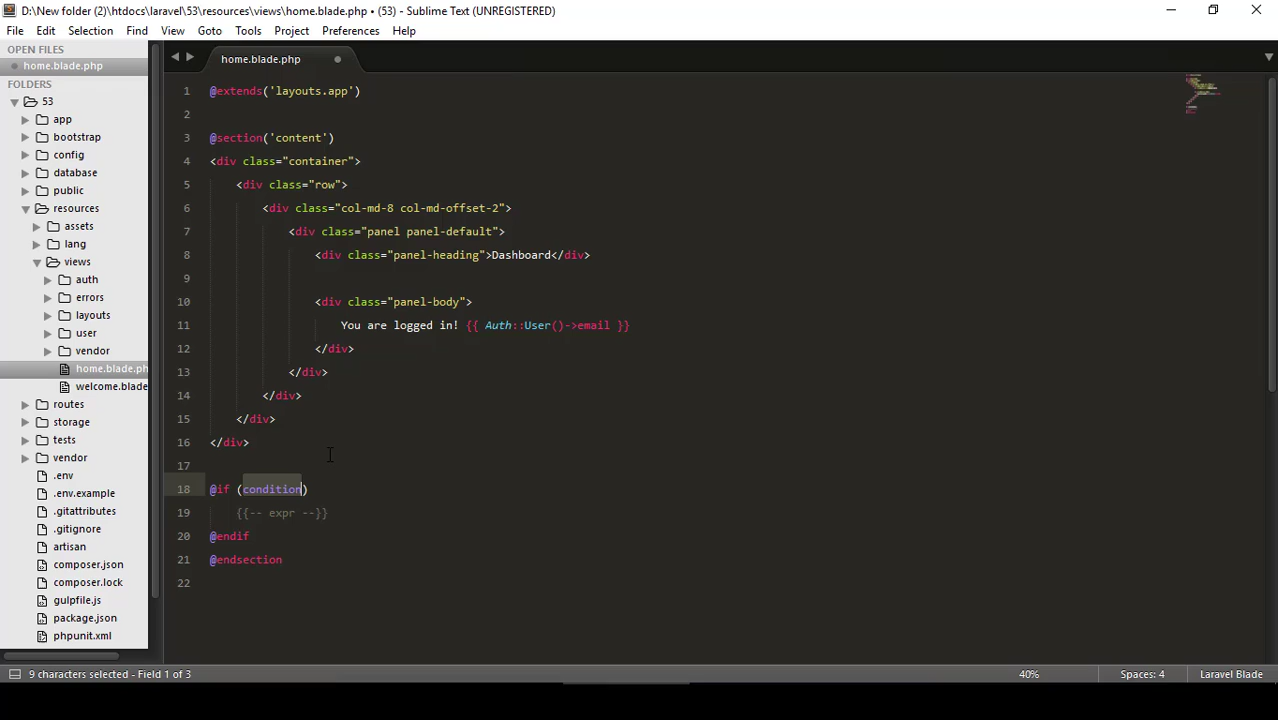 D:\New folder (2)\htdocs\laravel\53\resources\views\home.blade.php • (53) - Sublime Text (UNREGISTERED)
File Edit Selection Find View Goto Tools Project Preferences Help
OPEN FILES
home.blade.php
FOLDERS
53
app
bootstrap
config
database
public
resources
assets
lang
views
auth
errors
layouts
user
vendor
home.blade.ph
welcome.blade
routes
storage
tests
vendor
.env
.env.example
.gitattributes
.gitignore
artisan
composer.json
composer.lock
gulpfile.js
package.json
phpunit.xml
home.blade.php
1 @extends('layouts.app')
2
3 @section('content')
4 <div class="container">
5 <div class="row">
6 <div class="col-md-8 col-md-offset-2">
7 <div class="panel panel-default">
8 <div class="panel-heading">Dashboard</div>
9
10 <div class="panel-body">
11 You are logged in! {{ Auth::User()->email }}
12 </div>
13 </div>
14 </div>
15 </div>
16 </div>
17
18 @if (condition)
19 {{-- expr --}}
20 @endif
21 @endsection
22
9 characters selected - Field 1 of 3 40% Spaces: 4 Laravel Blade